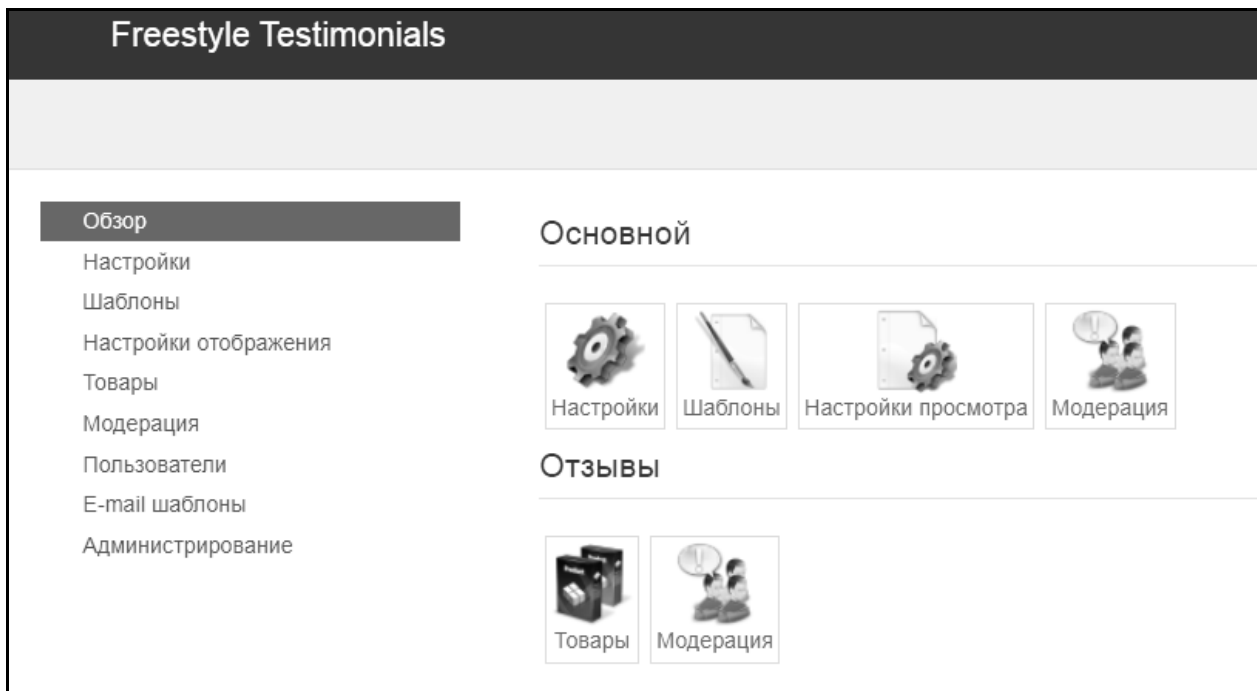 Freestyle Testimonials
Обзор
Настройки
Шаблоны
Настройки отображения
Товары
Модерация
Пользователи
E-mail шаблоны
Администрирование
Основной
Настройки
Шаблоны
Настройки просмотра
Модерация
Отзывы
Товары
Модерация